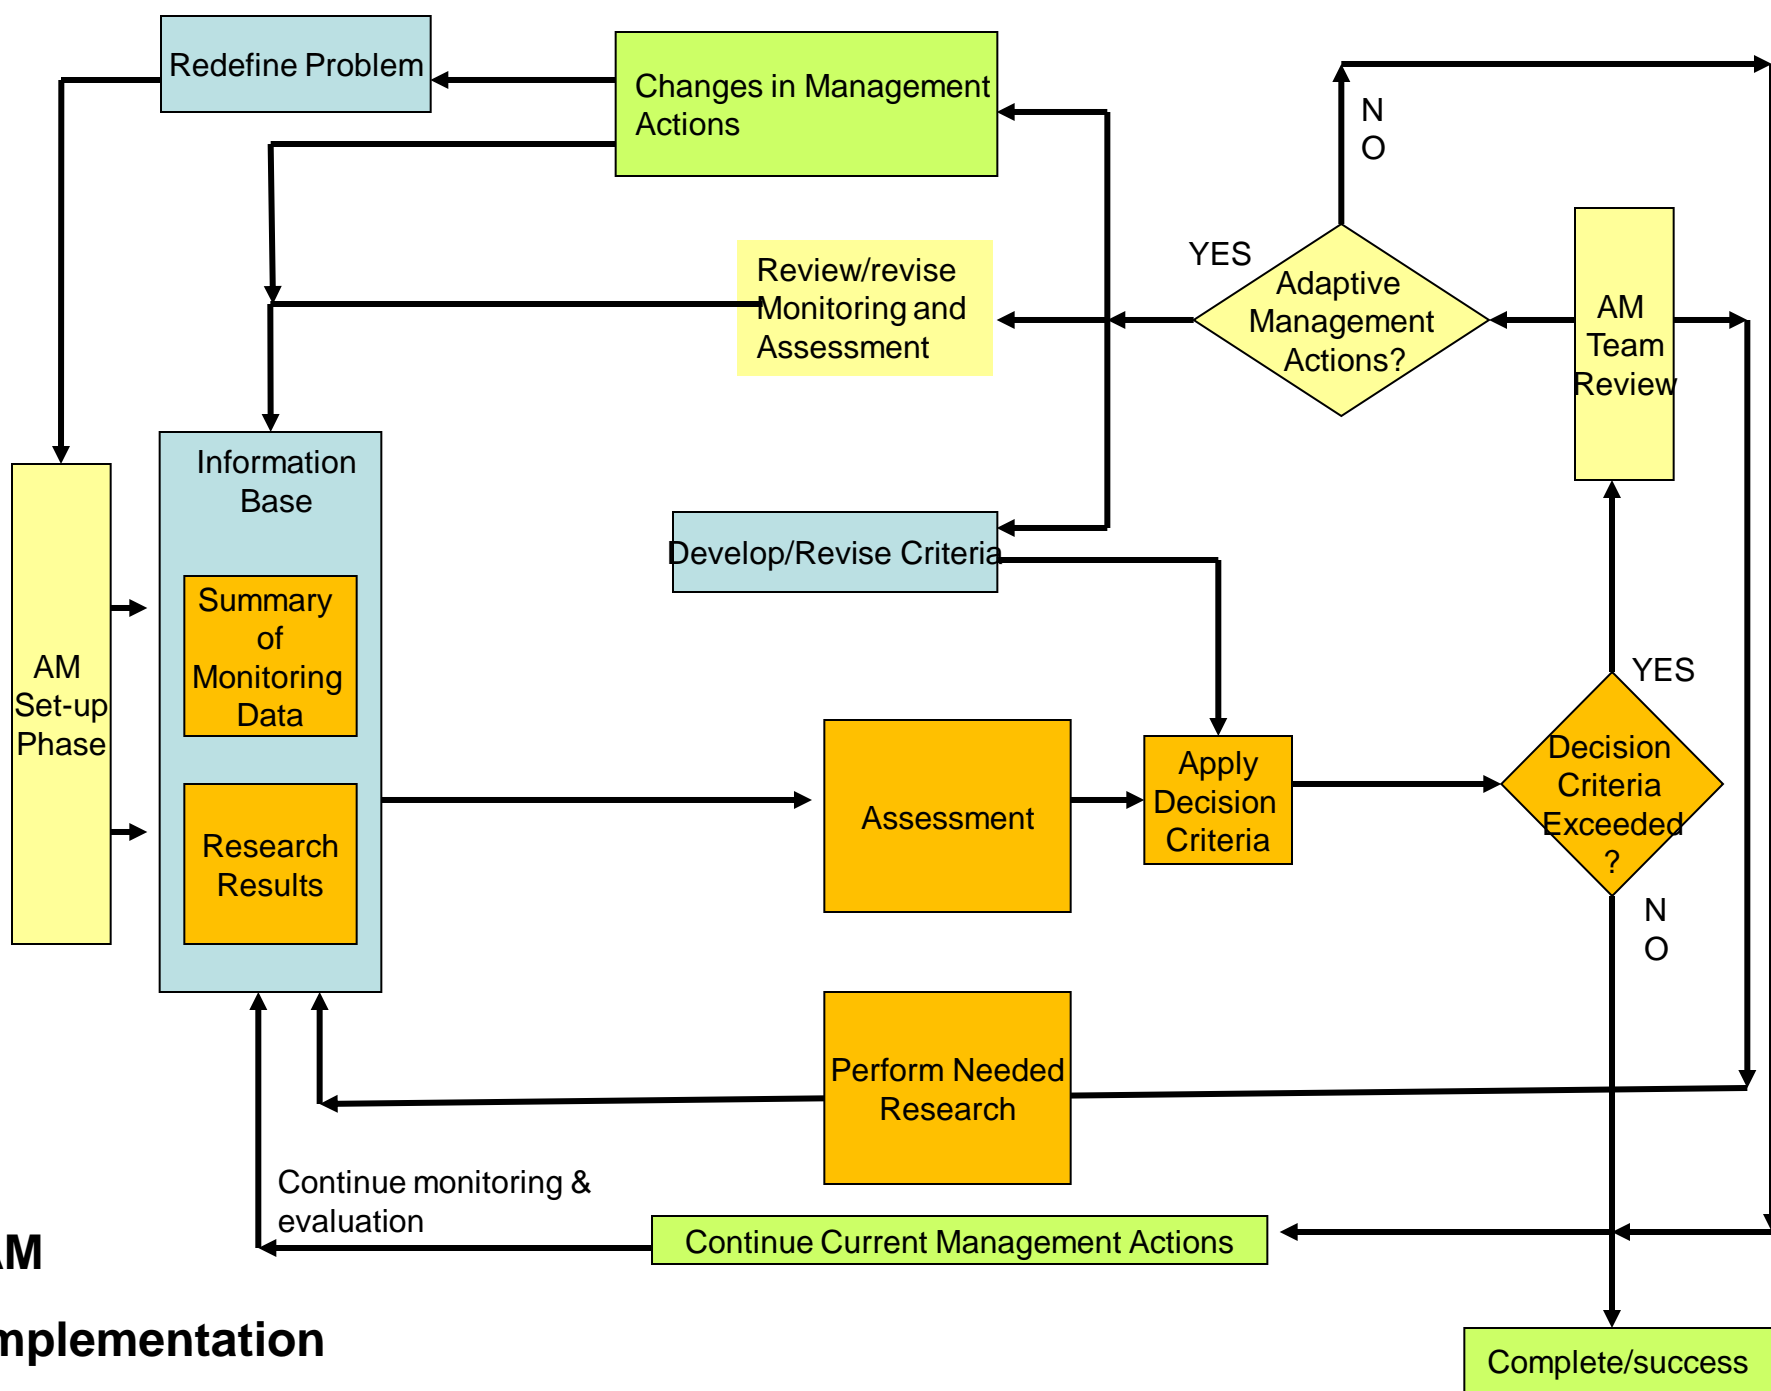 Redefine Problem
Changes in Management
Actions
N
O
YES
Adaptive
Management
Actions?
AM
Team
Review
Review/revise
Monitoring and
Assessment
Information
Base
Develop/Revise Criteria
Summary
of
Monitoring
Data
AM
Set-up
Phase
Research
Results
Assessment
Apply
Decision
Criteria
YES
Decision
Criteria
Exceeded
?
N
O
Perform Needed
Research
Continue monitoring &
evaluation
Continue Current Management Actions
AM
mplementation
Complete/success